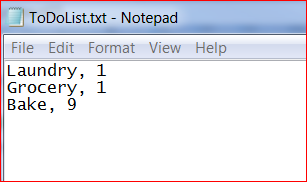 ToDoList.txt - Notepad
File Edit Format View Help
Laundry, 1
Grocery, 1
Bake, 9